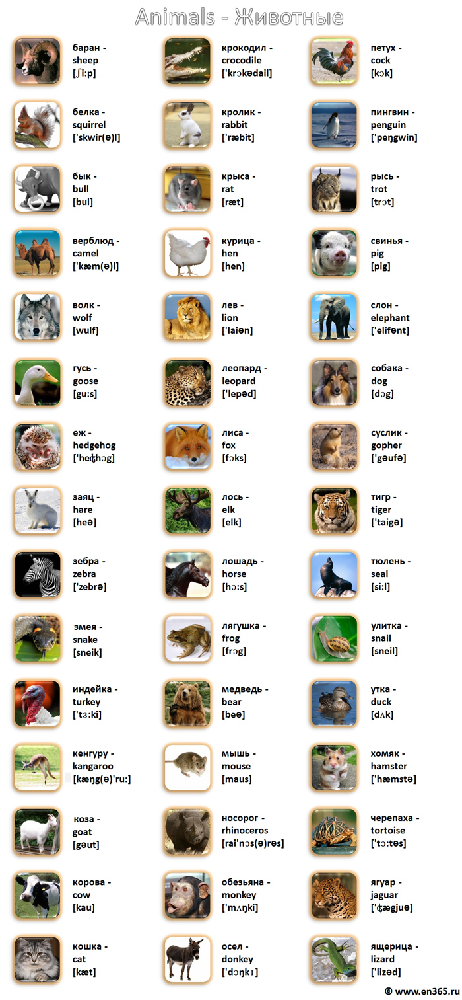 Animals - Животные
баран -
sheep
[ʃi:p]
белка -
squirrel
['skwir(ə)l]
бык -
bull
[bul]
верблюд -
camel
['kæm(ə)l]
волк -
wolf
[wulf]
гусь -
goose
[gu:s]
еж -
hedgehog
['heʤhɔg]
заяц -
hare
[heə]
зебра -
zebra
['zebrə]
змея -
snake
[sneik]
индейка -
turkey
['tɜ:ki]
кенгуру -
kangaroo
[kæŋg(ə)'ru:]
коза -
goat
[gəut]
корова -
cow
[kau]
кошка -
cat
[kæt]
крокодил -
crocodile
['krɔkədail]
кролик -
rabbit
['ræbit]
крыса -
rat
[ræt]
курица -
hen
[hen]
лев -
lion
['laiən]
леопард -
leopard
['lepəd]
лиса -
fox
[fɔks]
лось -
elk
[elk]
лошадь -
horse
[hɔ:s]
лягушка -
frog
[frɔg]
медведь -
bear
[beə]
мышь -
mouse
[maus]
носорог -
rhinoceros
[rai'nɔs(ə)rəs]
обезьяна -
monkey
['mʌŋki]
осел -
donkey
['dɔŋkɪ]
петух -
cock
[kɔk]
пингвин -
penguin
['peŋgwin]
рысь -
trot
[trɔt]
свинья -
pig
[pig]
слон -
elephant
['elifənt]
собака -
dog
[dɔg]
суслик -
gopher
['gəufə]
тигр -
tiger
['taigə]
тюлень -
seal
[si:l]
улитка -
snail
[sneil]
утка -
duck
[dʌk]
хомяк -
hamster
['hæmstə]
черепаха -
tortoise
['tɔ:təs]
ягуар -
jaguar
['ʤægjuə]
ящерица -
lizard
['lizəd]
© www.en365.ru